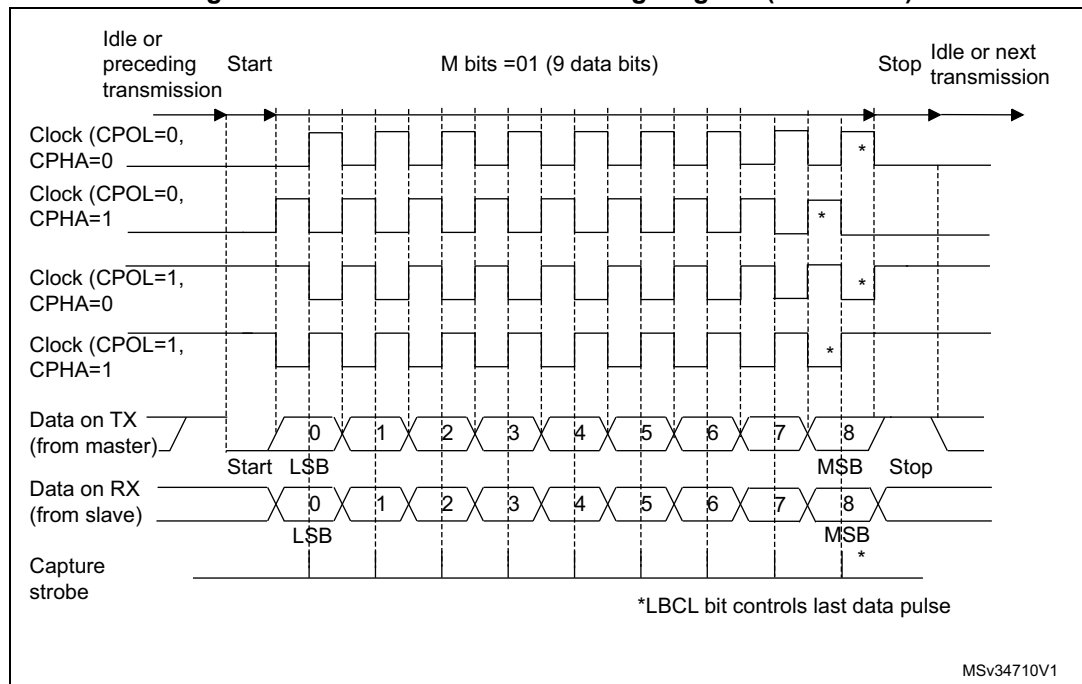 Idle or
preceding
transmission
Start
M bits =01 (9 data bits)
Stop
Idle or next
transmission
Clock (CPOL=0,
CPHA=0
*
Clock (CPOL=0,
CPHA=1
*
Clock (CPOL=1,
CPHA=0
*
Clock (CPOL=1,
CPHA=1
*
Data on TX
(from master)
0 1 2 3 4 5 6 7 8
Start LSB MSB Stop
Data on RX
(from slave)
0 1 2 3 4 5 6 7 8
LSB MSB
Capture
strobe
*
*LBCL bit controls last data pulse
MSv34710V1